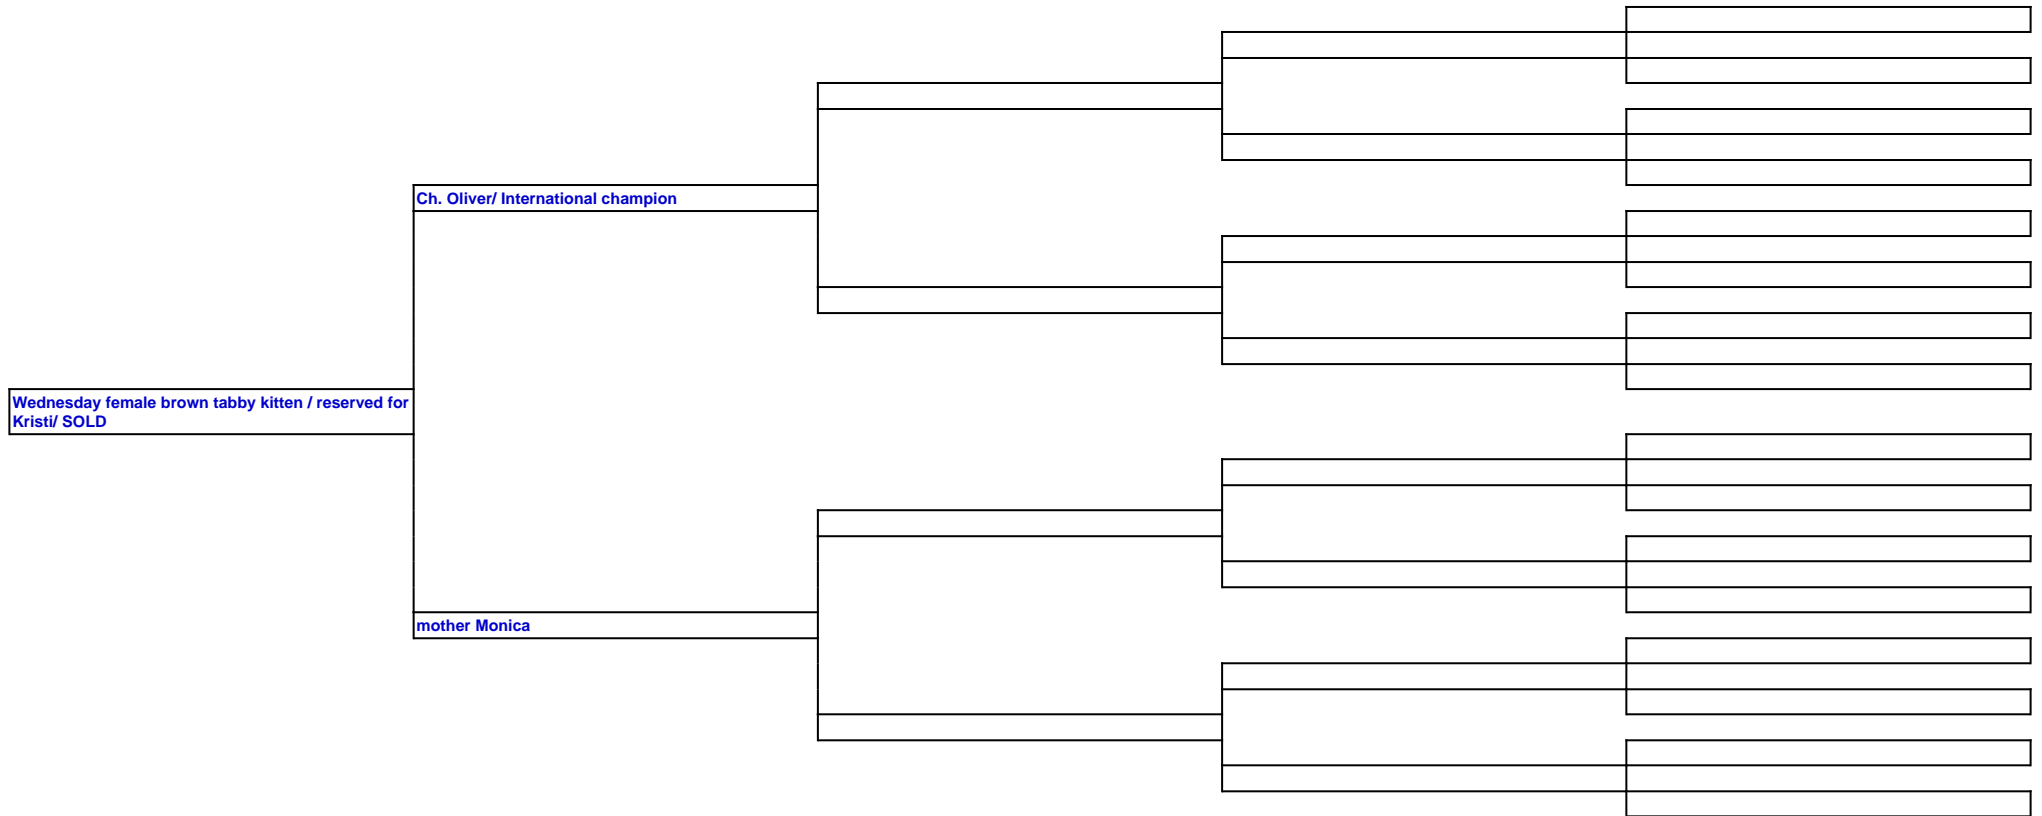 Ch. Oliver/ International champion
Wednesday female brown tabby kitten / reserved for
Kristi/ SOLD
mother Monica